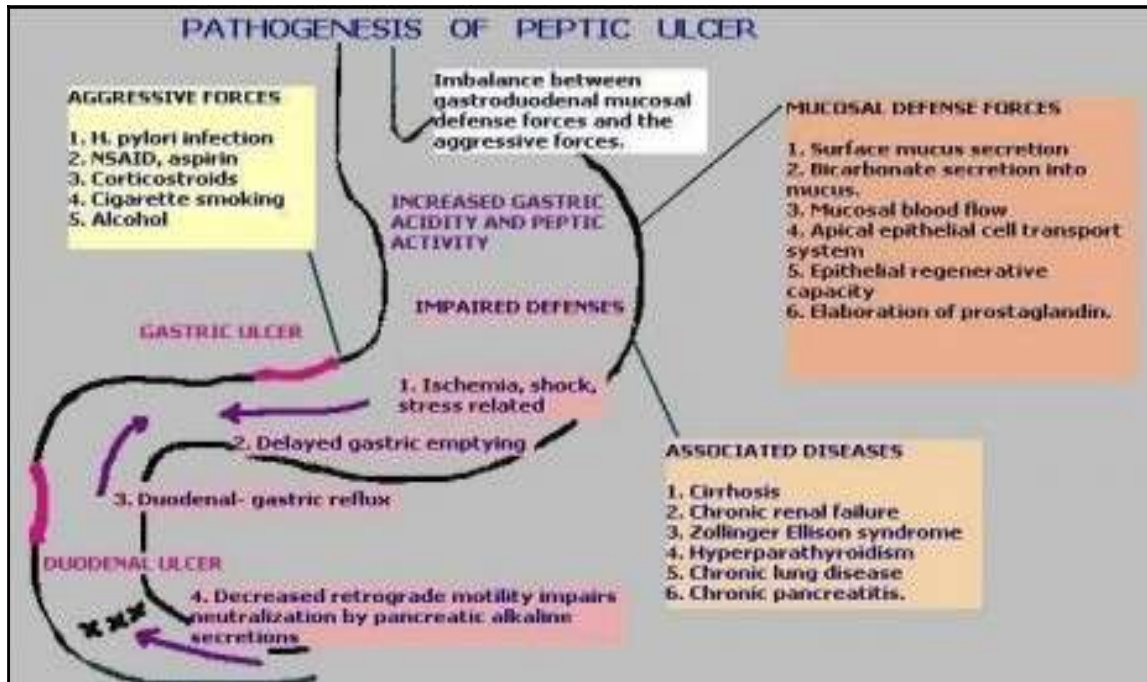 PATHOGENESIS OF PEPTIC ULCER
Imbalance between
gastroduodenal mucosal
defense forces and the
aggressive forces.
AGGRESSIVE FORCES
1. H. pylori infection
2. NSAID, aspirin
3. Corticostroids
4. Cigarette smoking
5. Alcohol
MUCOSAL DEFENSE FORCES
1. Surface mucus secretion
2. Bicarbonate secretion into
mucus.
3. Mucosal blood flow
4. Apical epithelial cell transport
system
5. Epithelial regenerative
capacity
6. Elaboration of prostaglandin.
INCREASED GASTRIC
ACIDITY AND PEPTIC
ACTIVITY
IMPAIRED DEFENSES
GASTRIC ULCER
1. Ischemia, shock,
stress related
2. Delayed gastric emptying
3. Duodenal- gastric reflux
DUODENAL ULCER
4. Decreased retrograde motility impairs
neutralization by pancreatic alkaline
secretions
ASSOCIATED DISEASES
1. Cirrhosis
2. Chronic renal failure
3. Zollinger Ellison syndrome
4. Hyperparathyroidism
5. Chronic lung disease
6. Chronic pancreatitis.